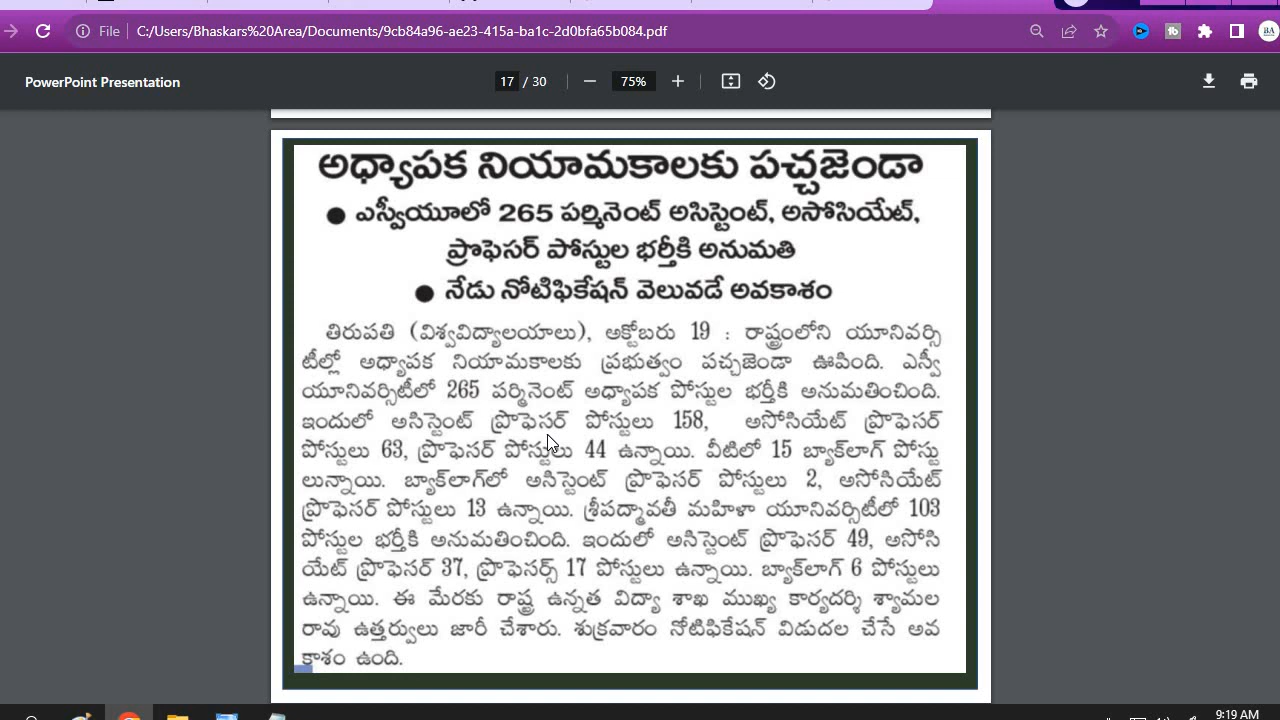 File C:/Users/Bhaskars%20Area/Documents/9cb84a96-ae23-415a-ba1c-2d0bfa65b084.pdf
BA
PowerPoint Presentation 17 / 30 75%
అధ్యాపక నియామకాలకు పచ్చజెండా
● ఎస్వీయూలో 265 పర్మినెంట్ అసిస్టెంట్, అసోసియేట్,
ప్రొఫెసర్ పోస్టుల భర్తీకి అనుమతి
● నేడు నోటిఫికేషన్ వెలువడే అవకాశం
తిరుపతి (విశ్వవిద్యాలయాలు), అక్టోబరు 19 : రాష్ట్రంలోని యూనివర్సి
టీల్లో అధ్యాపక నియామకాలకు ప్రభుత్వం పచ్చజెండా ఊపింది. ఎస్వీ
యూనివర్సిటీలో 265 పర్మినెంట్ అధ్యాపక పోస్టుల భర్తీకి అనుమతించింది.
ఇందులో అసిస్టెంట్ ప్రొఫెసర్ పోస్టులు 158, అసోసియేట్ ప్రొఫెసర్
పోస్టులు 63, ప్రొఫెసర్ పోస్టులు 44 ఉన్నాయి. వీటిలో 15 బ్యాక్‌లాగ్ పోస్టు
లున్నాయి. బ్యాక్‌లాగ్‌లో అసిస్టెంట్ ప్రొఫెసర్ పోస్టులు 2, అసోసియేట్
ప్రొఫెసర్ పోస్టులు 13 ఉన్నాయి. శ్రీపద్మావతీ మహిళా యూనివర్సిటీలో 103
పోస్టుల భర్తీకి అనుమతించింది. ఇందులో అసిస్టెంట్ ప్రొఫెసర్ 49, అసోసి
యేట్ ప్రొఫెసర్ 37, ప్రొఫెసర్స్ 17 పోస్టులు ఉన్నాయి. బ్యాక్‌లాగ్ 6 పోస్టులు
ఉన్నాయి. ఈ మేరకు రాష్ట్ర ఉన్నత విద్యా శాఖ ముఖ్య కార్యదర్శి శ్యామల
రావు ఉత్తర్వులు జారీ చేశారు. శుక్రవారం నోటిఫికేషన్ విడుదల చేసే అవ
కాశం ఉంది.
9:19 AM